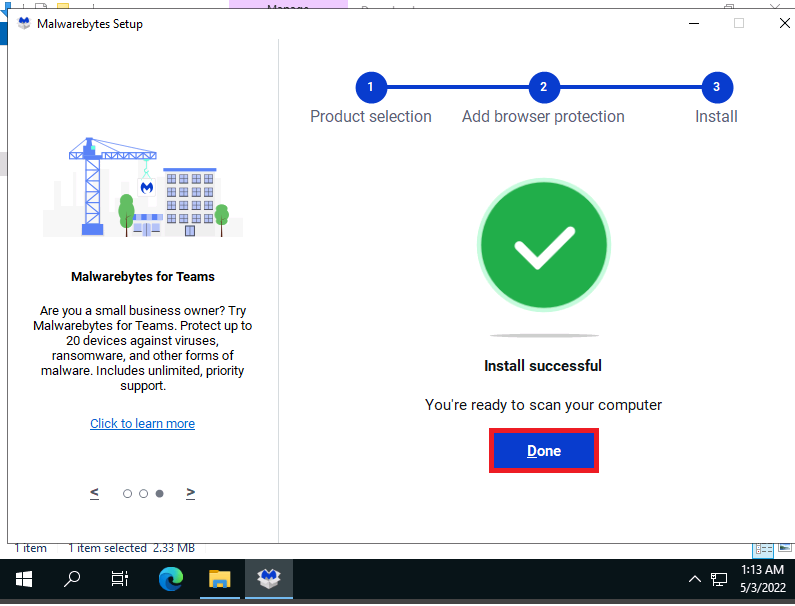 Malwarebytes Setup
1
2
3
Product selection
Add browser protection
Install
Malwarebytes for Teams
Are you a small business owner? Try
Malwarebytes for Teams. Protect up to
20 devices against viruses,
ransomware, and other forms of
malware. Includes unlimited, priority
support.
Click to learn more
<
>
Install successful
You're ready to scan your computer
Done
1 item
1 item selected 2.33 MB
1:13 AM
5/3/2022